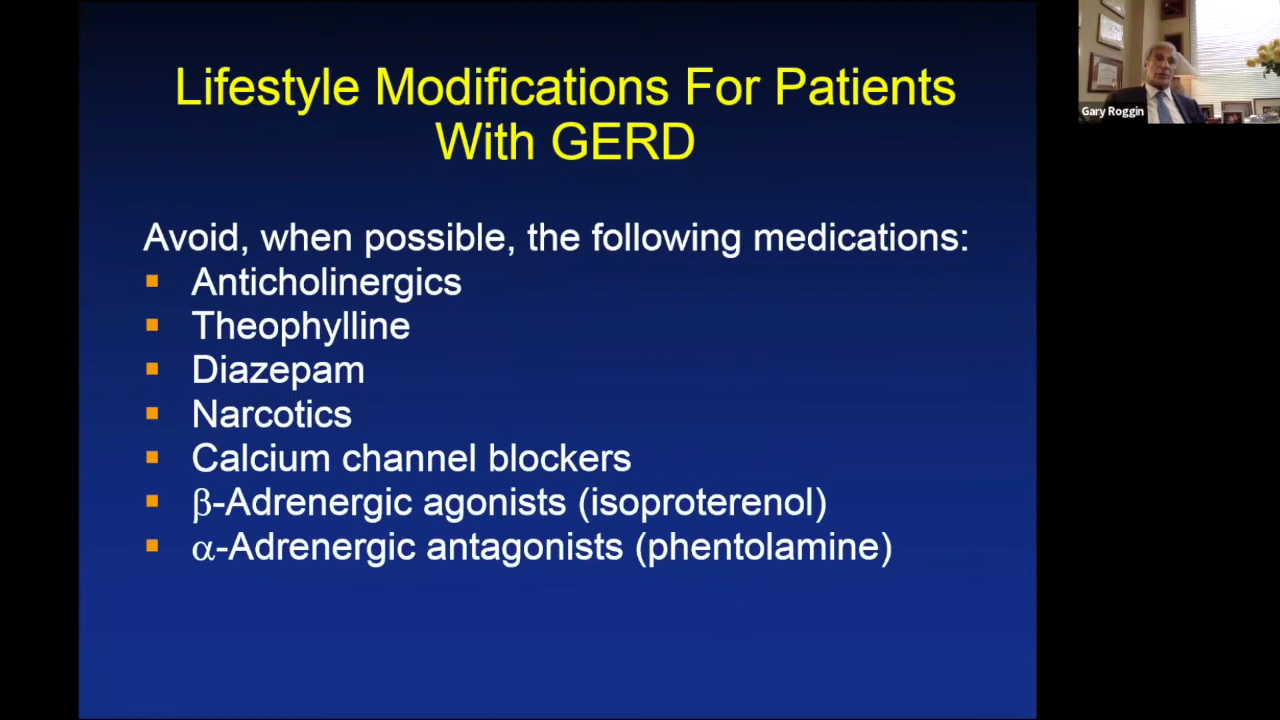 Lifestyle Modifications For Patients
With GERD
Avoid, when possible, the following medications:
▪ Anticholinergics
▪ Theophylline
▪ Diazepam
▪ Narcotics
▪ Calcium channel blockers
▪ β-Adrenergic agonists (isoproterenol)
▪ α-Adrenergic antagonists (phentolamine)
Gary Roggin